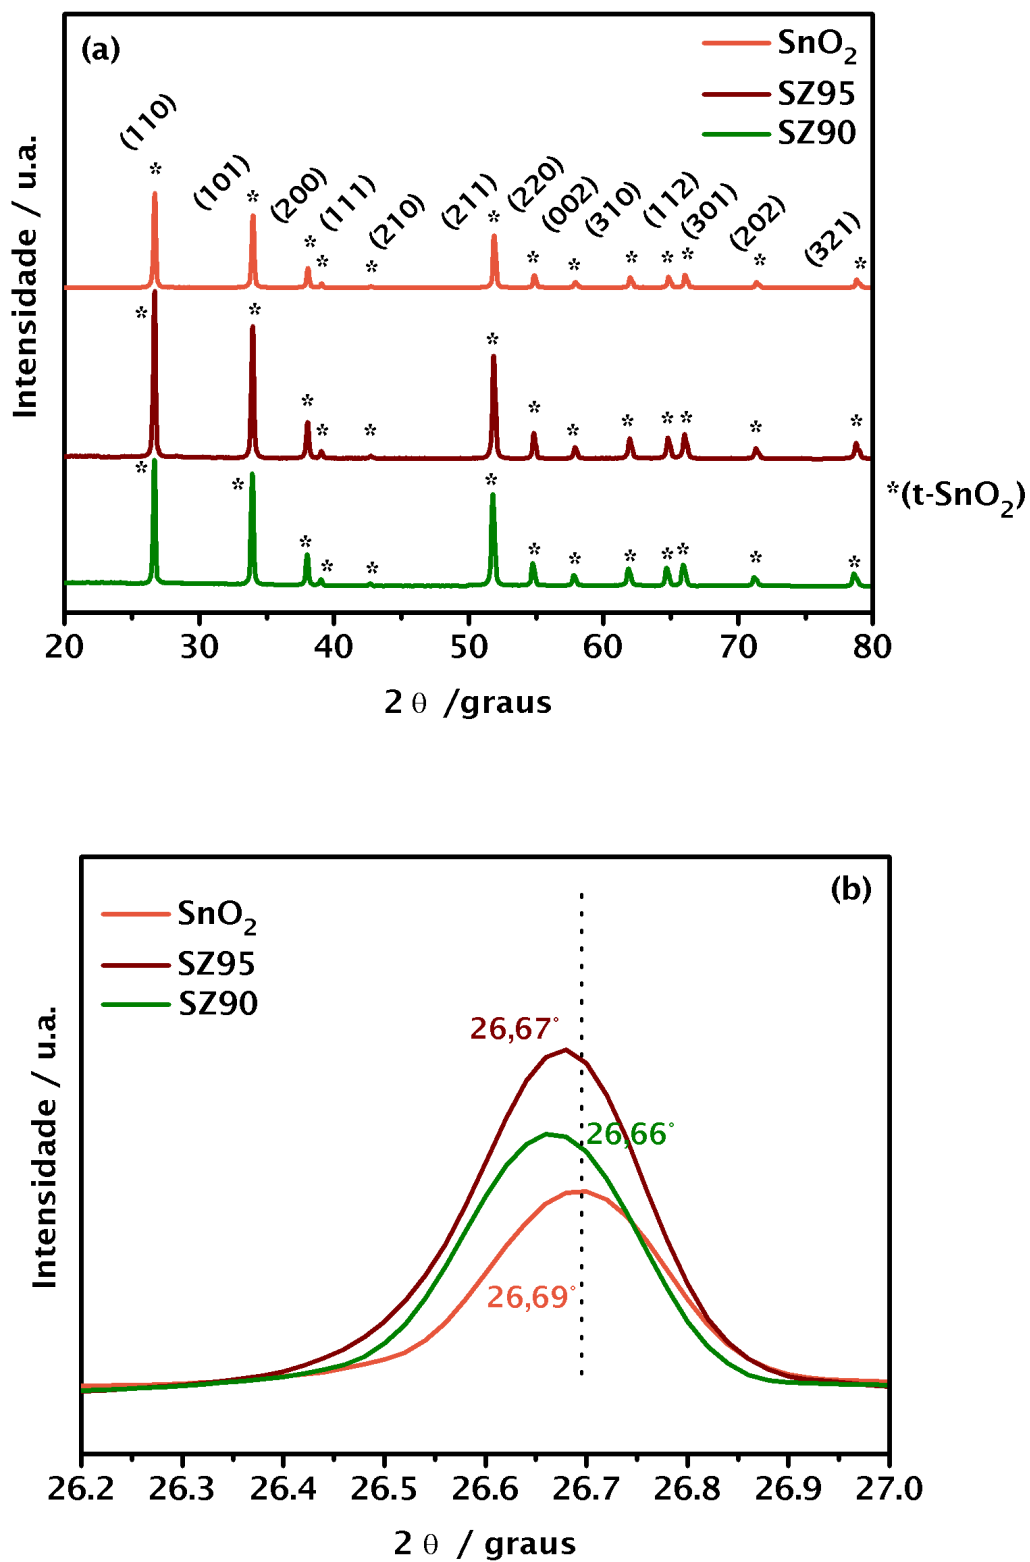 (a)
SnO2
SZ95
SZ90
Intensidade / u.a.
(110)
(101)
(200)
(111)
(210)
(211)
(220)
(002)
(310)
(112)
(301)
(202)
(321)
*(t-SnO2)
20 30 40 50 60 70 80
2 θ /graus
(b)
SnO2
SZ95
SZ90
Intensidade / u.a.
26,67°
26,66°
26,69°
26.2 26.3 26.4 26.5 26.6 26.7 26.8 26.9 27.0
2 θ / graus